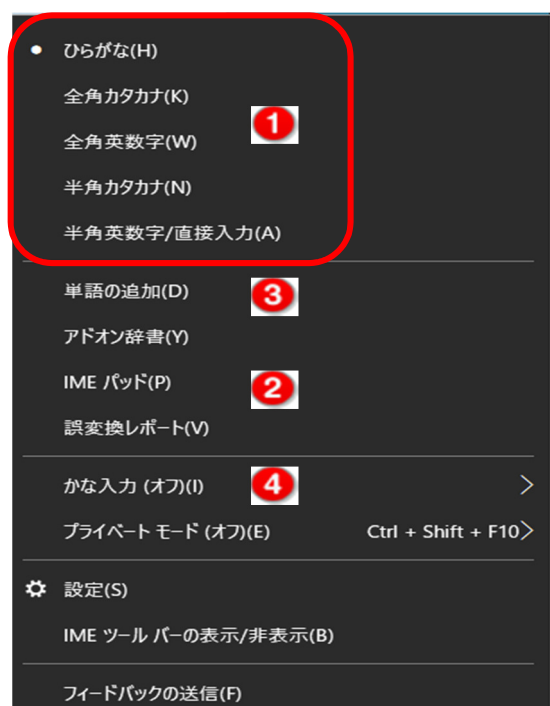 ● ひらがな(H)
全角カタカナ(K)
1
全角英数字(W)
半角カタカナ(N)
半角英数字/直接入力(A)
単語の追加(D) 3
アドオン辞書(Y)
IME パッド(P) 2
誤変換レポート(V)
かな入力 (オフ)(I) 4 >
プライベート モード (オフ)(E) Ctrl + Shift + F10 >
設定(S)
IME ツール バーの表示/非表示(B)
フィードバックの送信(F)